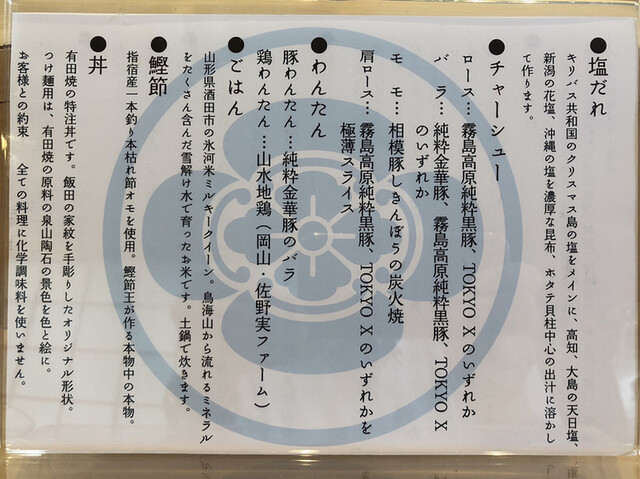 ●塩だれ
キリバス共和国のクリスマス島の塩をメインに、高知、大島の天日塩、
新潟の花塩、沖縄の塩を濃厚な昆布、ホタテ貝柱中心の出汁に溶かし
て作ります。
●チャーシュー
ロース…霧島高原純粋黒豚、TOKYO X のいずれか
バラ…純粋金華豚、霧島高原純粋黒豚、TOKYO X
のいずれか
モモ…相模豚しきんぼうの炭火焼
肩ロース…霧島高原純粋黒豚、TOKYO X のいずれかを
極薄スライス
●わんたん
豚わんたん…純粋金華豚のバラ
鶏わんたん…山水地鶏（岡山・佐野実ファーム）
●ごはん
山形県酒田市の氷河米ミルキークイーン。鳥海山から流れるミネラル
をたくさん含んだ雪解け水で育ったお米です。土鍋で炊きます。
●鰹節
指宿産一本釣り本枯れ節オモを使用。鰹節王が作る本物中の本物。
●丼
有田焼の特注丼です。飯田の家紋を手彫りしたオリジナル形状。
つけ麺用は、有田焼の原料の泉山陶石の景色を色と絵に。
お客様との約束　全ての料理に化学調味料を使いません。